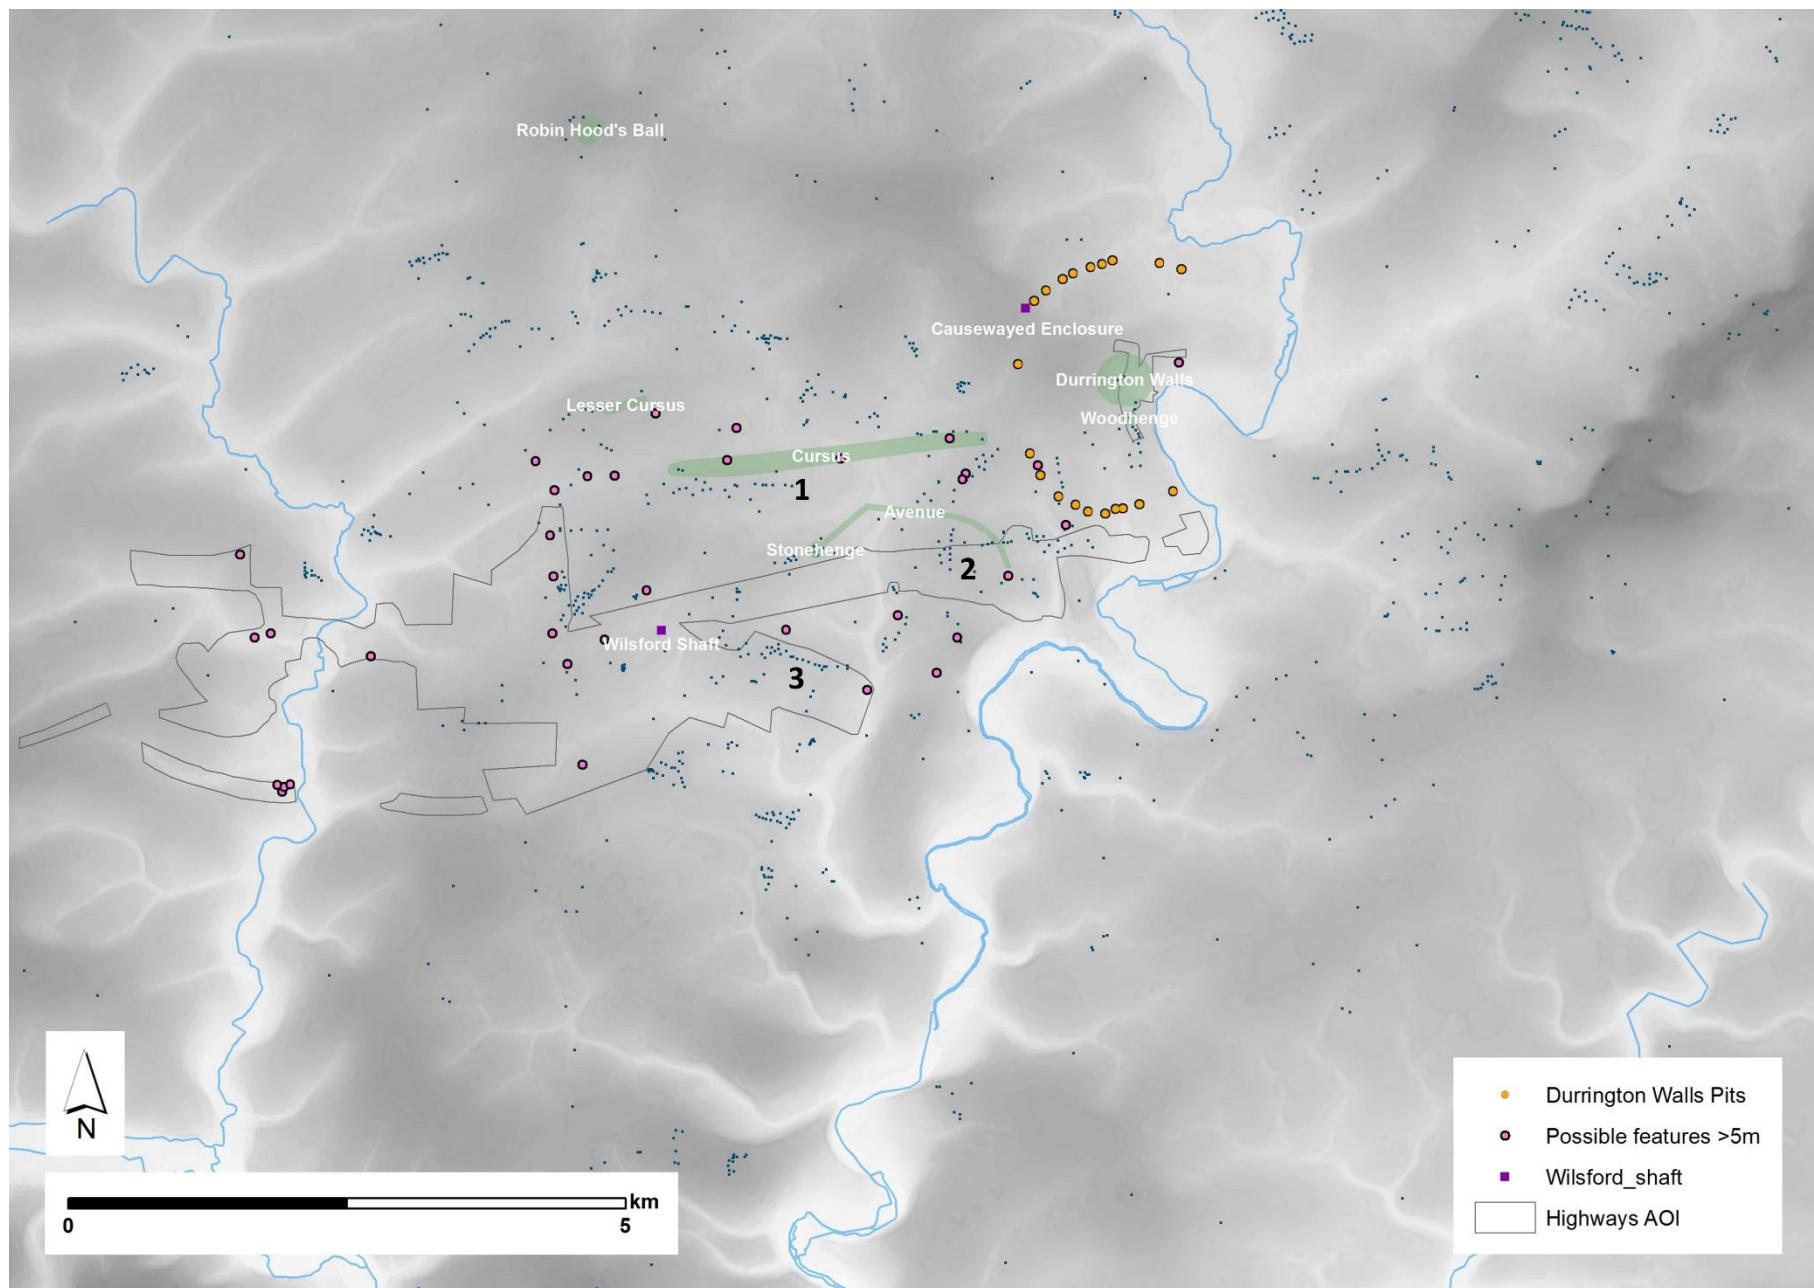 Robin Hood's Ball
Causewayed Enclosure
Durrington Walls
Lesser Cursus
Woodhenge
Cursus
1
Avenue
Stonehenge
2
Wilsford Shaft
3
N
km
0
5
Durrington Walls Pits
Possible features >5m
Wilsford_shaft
Highways AOI